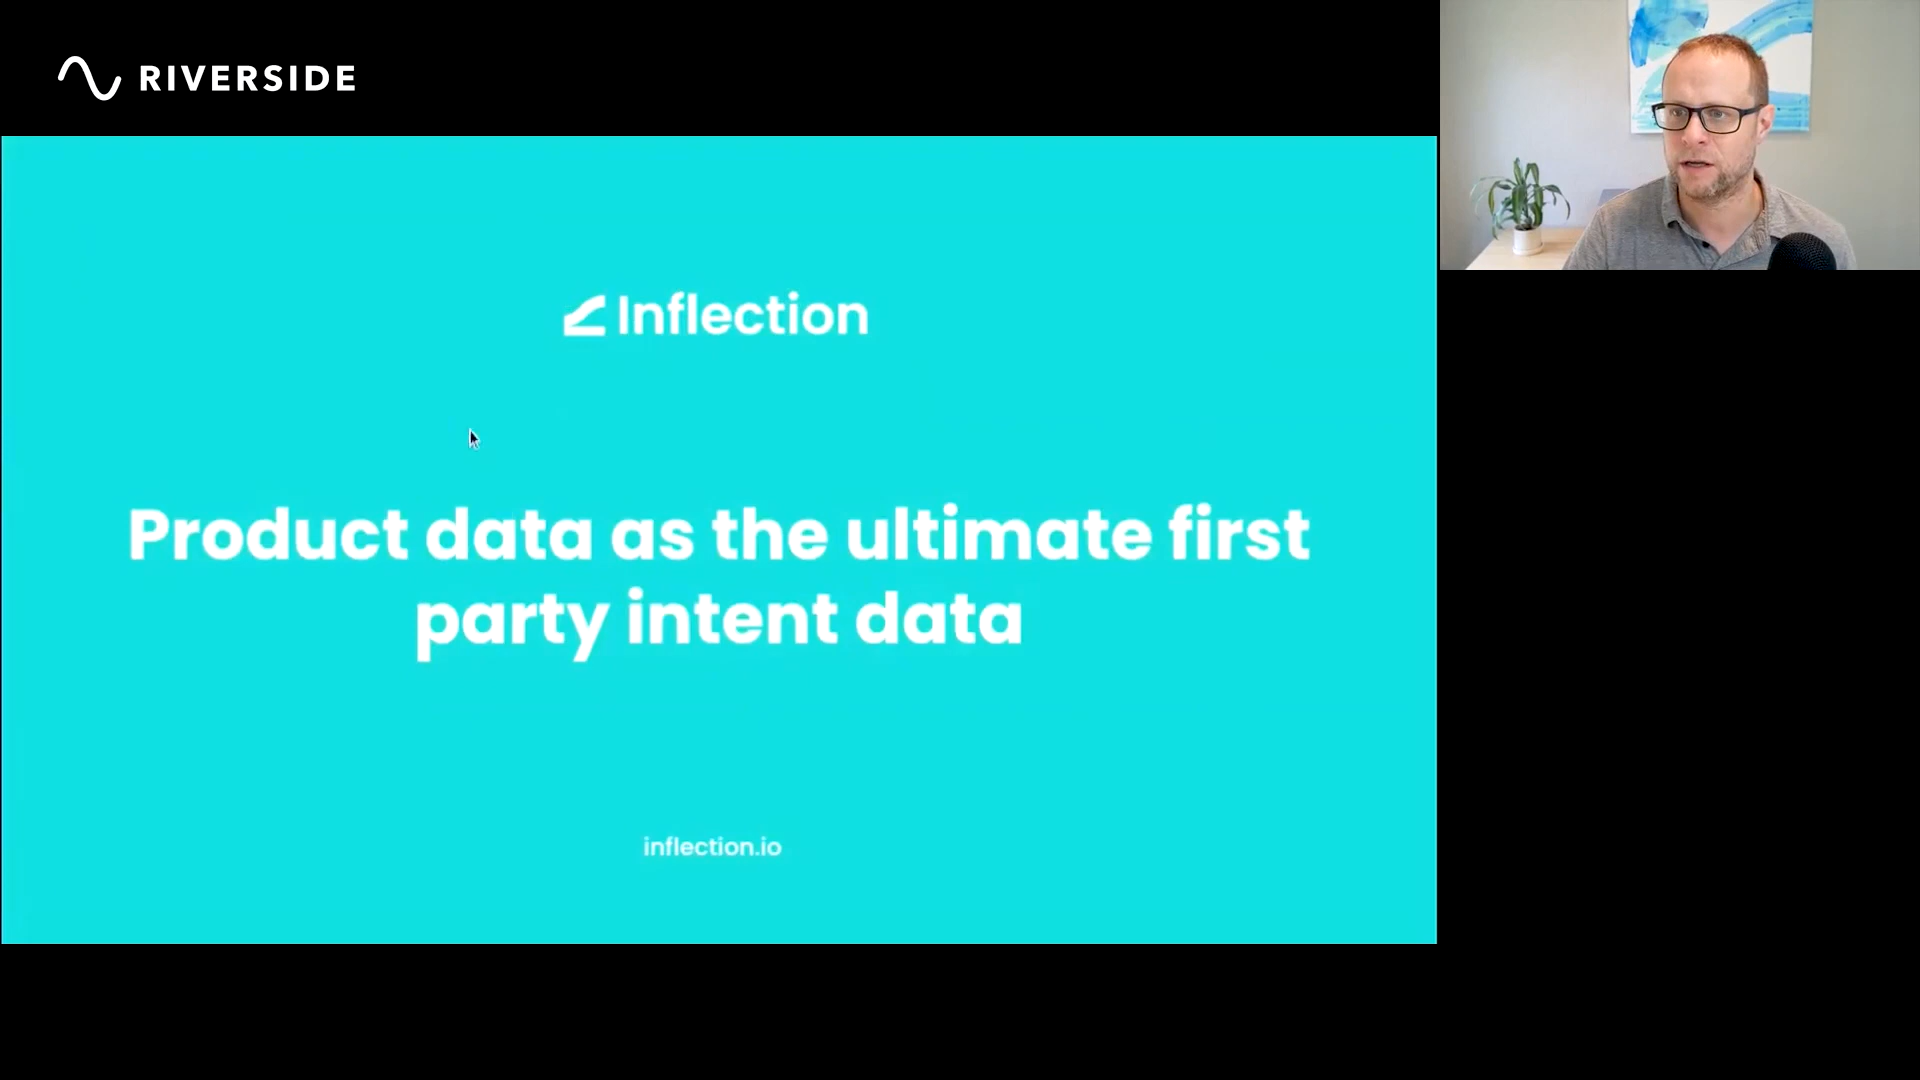 RIVERSIDE
Inflection
Product data as the ultimate first
party intent data
inflection.io